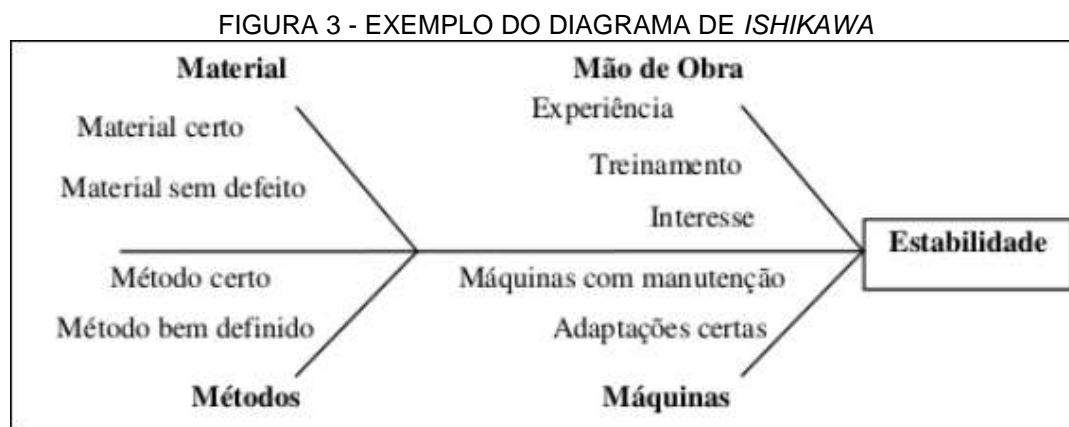 FIGURA 3 - EXEMPLO DO DIAGRAMA DE ISHIKAWA
Material
Mão de Obra
Material certo
Experiência
Material sem defeito
Treinamento
Interesse
Estabilidade
Método certo
Máquinas com manutenção
Método bem definido
Adaptações certas
Métodos
Máquinas